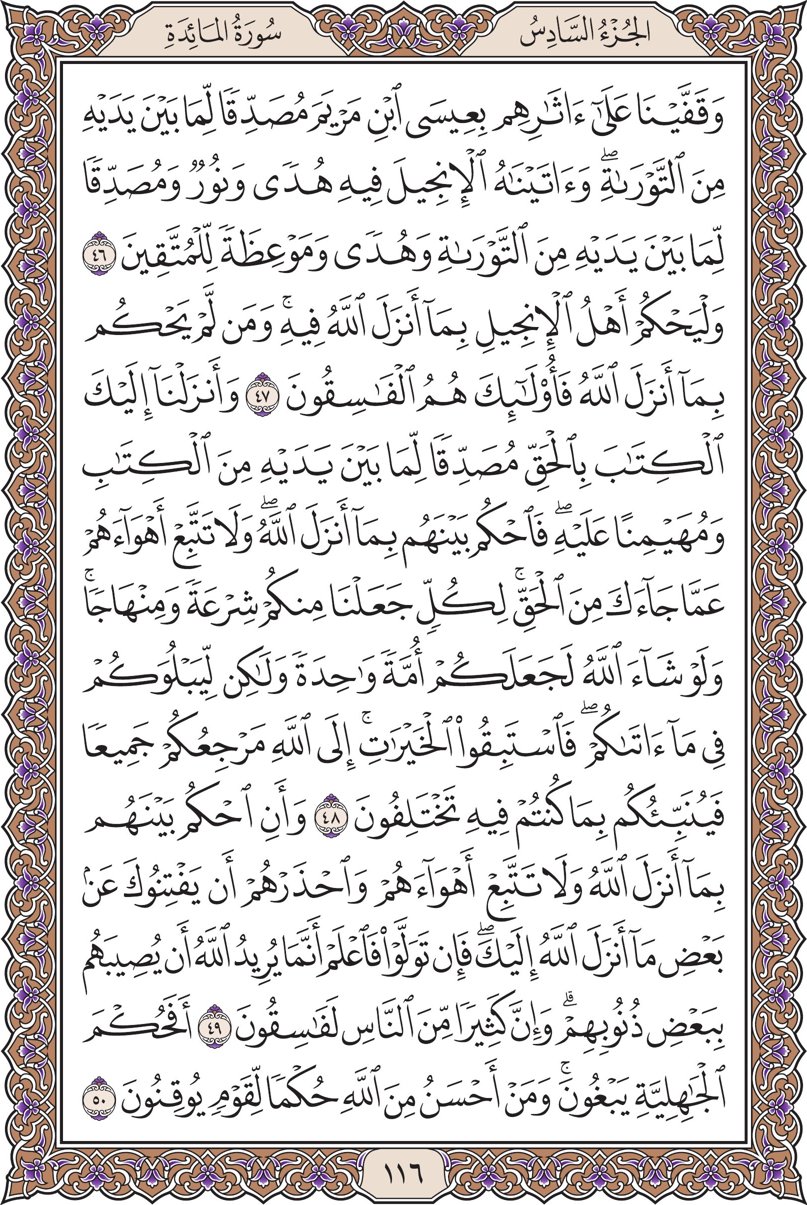 الجُزْءُ السَّادِسُ
سُورَةُ المَائِدَةِ
وَقَفَّيْنَا عَلَىٰٓ ءَاثَٰرِهِم بِعِيسَى ٱبْنِ مَرْيَمَ مُصَدِّقًا لِّمَا بَيْنَ يَدَيْهِ
مِنَ ٱلتَّوْرَىٰةِۖ وَءَاتَيْنَٰهُ ٱلْإِنجِيلَ فِيهِ هُدًى وَنُورٌ وَمُصَدِّقًا
لِّمَا بَيْنَ يَدَيْهِ مِنَ ٱلتَّوْرَىٰةِ وَهُدًى وَمَوْعِظَةً لِّلْمُتَّقِينَ ٤٦
وَلْيَحْكُمْ أَهْلُ ٱلْإِنجِيلِ بِمَآ أَنزَلَ ٱللَّهُ فِيهِۚ وَمَن لَّمْ يَحْكُم
بِمَآ أَنزَلَ ٱللَّهُ فَأُو۟لَٰٓئِكَ هُمُ ٱلْفَٰسِقُونَ ٤٧ وَأَنزَلْنَآ إِلَيْكَ
ٱلْكِتَٰبَ بِٱلْحَقِّ مُصَدِّقًا لِّمَا بَيْنَ يَدَيْهِ مِنَ ٱلْكِتَٰبِ
وَمُهَيْمِنًا عَلَيْهِۖ فَٱحْكُم بَيْنَهُم بِمَآ أَنزَلَ ٱللَّهُۖ وَلَا تَتَّبِعْ أَهْوَآءَهُمْ
عَمَّا جَآءَكَ مِنَ ٱلْحَقِّۚ لِكُلٍّ جَعَلْنَا مِنكُمْ شِرْعَةً وَمِنْهَاجًاۚ
وَلَوْ شَآءَ ٱللَّهُ لَجَعَلَكُمْ أُمَّةً وَٰحِدَةً وَلَٰكِن لِّيَبْلُوَكُمْ
فِى مَآ ءَاتَىٰكُمْۖ فَٱسْتَبِقُوا۟ ٱلْخَيْرَٰتِۚ إِلَى ٱللَّهِ مَرْجِعُكُمْ جَمِيعًا
فَيُنَبِّئُكُم بِمَا كُنتُمْ فِيهِ تَخْتَلِفُونَ ٤٨ وَأَنِ ٱحْكُم بَيْنَهُم
بِمَآ أَنزَلَ ٱللَّهُ وَلَا تَتَّبِعْ أَهْوَآءَهُمْ وَٱحْذَرْهُمْ أَن يَفْتِنُوكَ عَنۢ
بَعْضِ مَآ أَنزَلَ ٱللَّهُ إِلَيْكَۖ فَإِن تَوَلَّوْا۟ فَٱعْلَمْ أَنَّمَا يُرِيدُ ٱللَّهُ أَن يُصِيبَهُم
بِبَعْضِ ذُنُوبِهِمْۗ وَإِنَّ كَثِيرًا مِّنَ ٱلنَّاسِ لَفَٰسِقُونَ ٤٩ أَفَحُكْمَ
ٱلْجَٰهِلِيَّةِ يَبْغُونَۚ وَمَنْ أَحْسَنُ مِنَ ٱللَّهِ حُكْمًا لِّقَوْمٍ يُوقِنُونَ ٥٠
١١٦